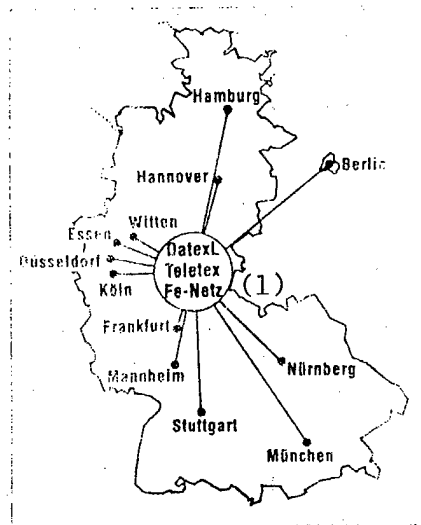 Hamburg
Berlin
Hannover
Witten
Essen
Düsseldorf
Köln
DatexL
Teletex
Fe-Netz
(1)
Frankfurt
Mannheim
Nürnberg
Stuttgart
München